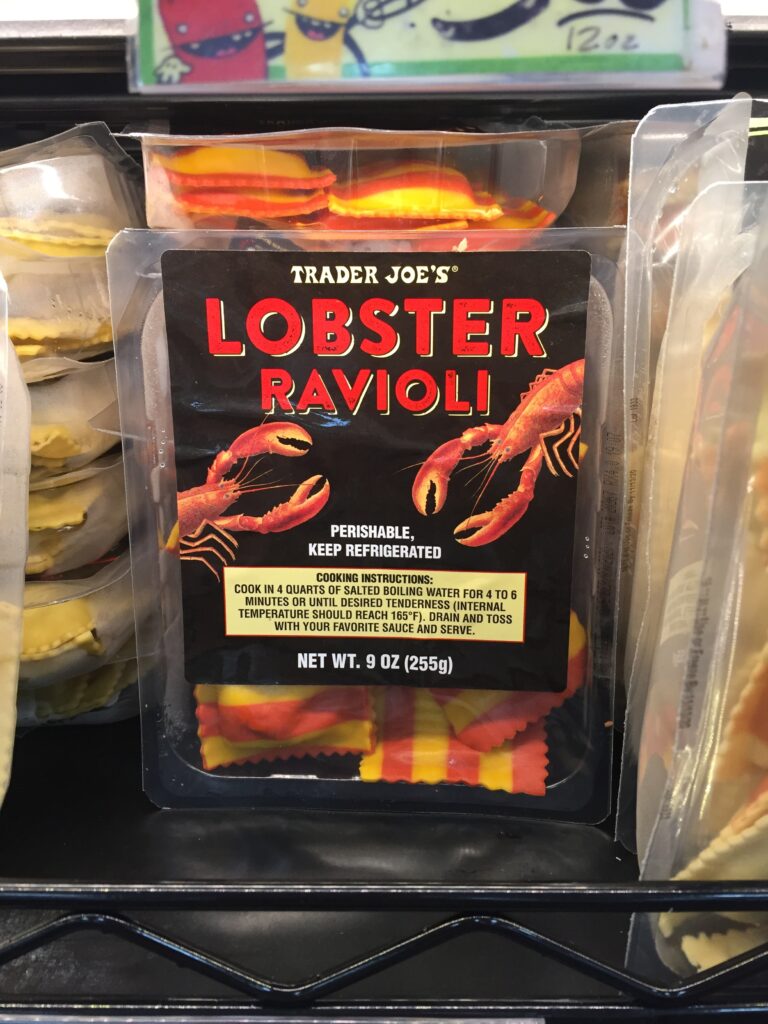 12oz
TRADER JOE'S®
LOBSTER
RAVIOLI
PERISHABLE,
KEEP REFRIGERATED
COOKING INSTRUCTIONS:
COOK IN 4 QUARTS OF SALTED BOILING WATER FOR 4 TO 6
MINUTES OR UNTIL DESIRED TENDERNESS (INTERNAL
TEMPERATURE SHOULD REACH 165°F). DRAIN AND TOSS
WITH YOUR FAVORITE SAUCE AND SERVE.
NET WT. 9 OZ (255g)